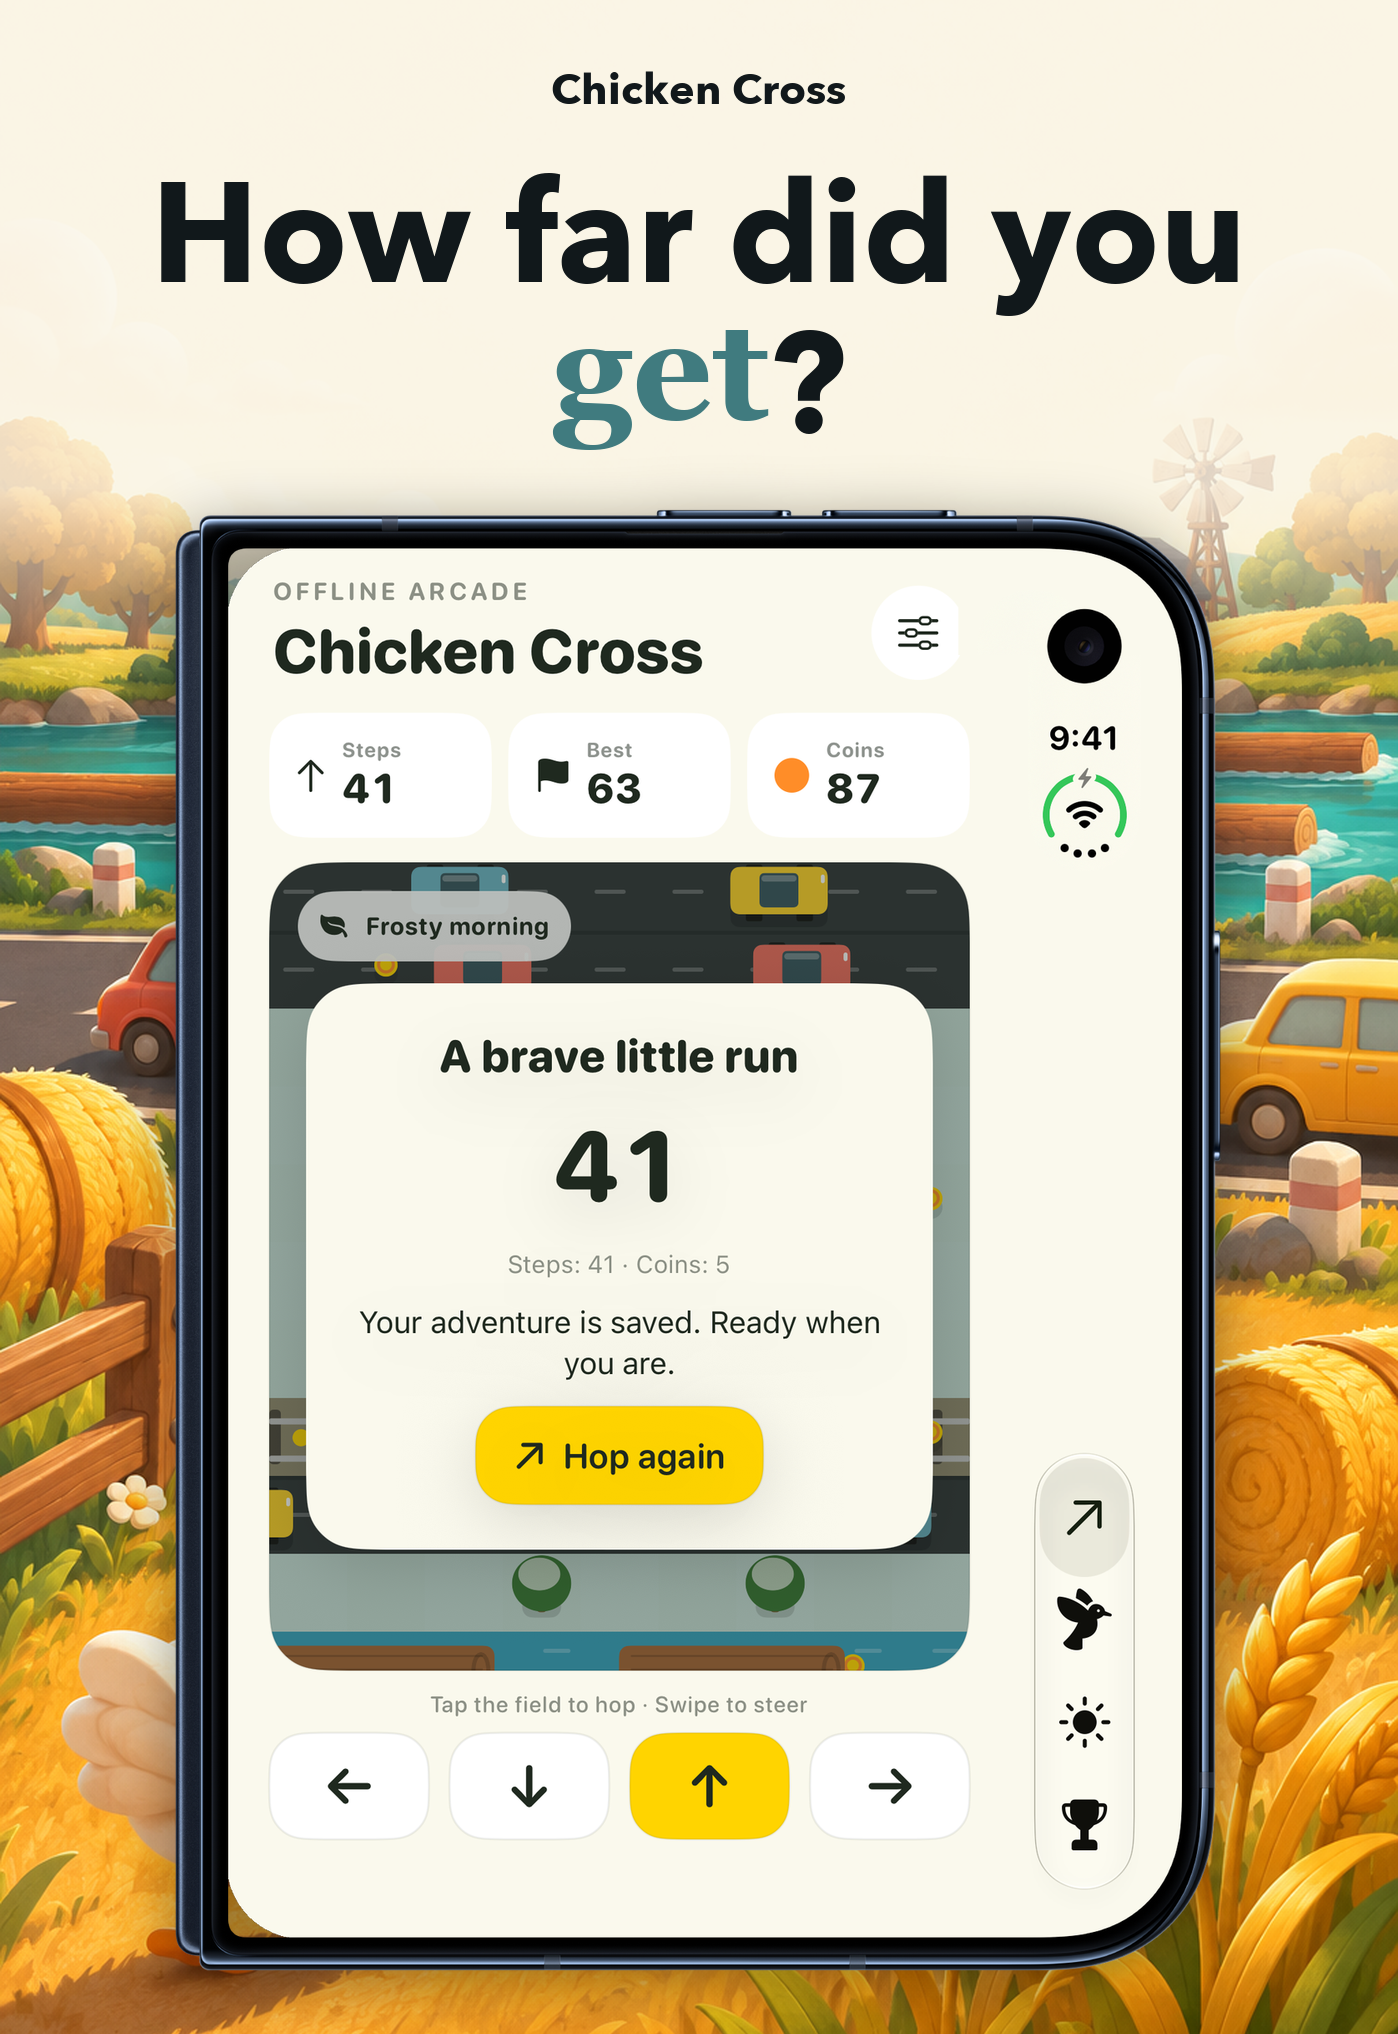 Chicken Cross
How far did you
get?
OFFLINE ARCADE
Chicken Cross
9:41
Steps
41
Best
63
Coins
87
Frosty morning
A brave little run
41
Steps: 41 · Coins: 5
Your adventure is saved. Ready when
you are.
Hop again
Tap the field to hop · Swipe to steer